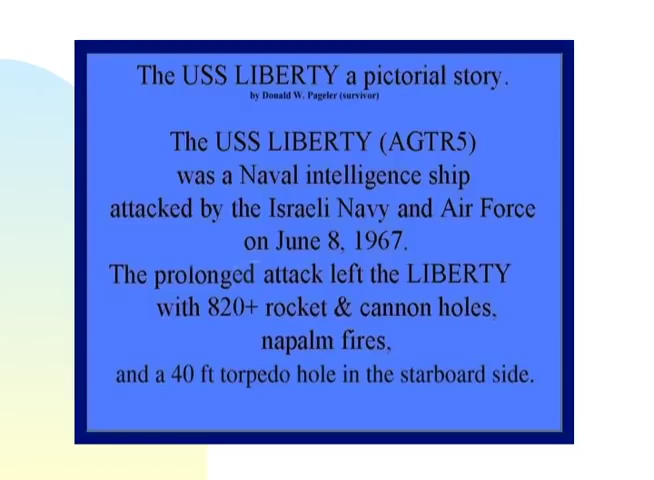 The USS LIBERTY a pictorial story.
by Donald W. Pageler (survivor)
The USS LIBERTY (AGTR5)
was a Naval intelligence ship
attacked by the Israeli Navy and Air Force
on June 8, 1967.
The prolonged attack left the LIBERTY
with 820+ rocket & cannon holes,
napalm fires,
and a 40 ft torpedo hole in the starboard side.